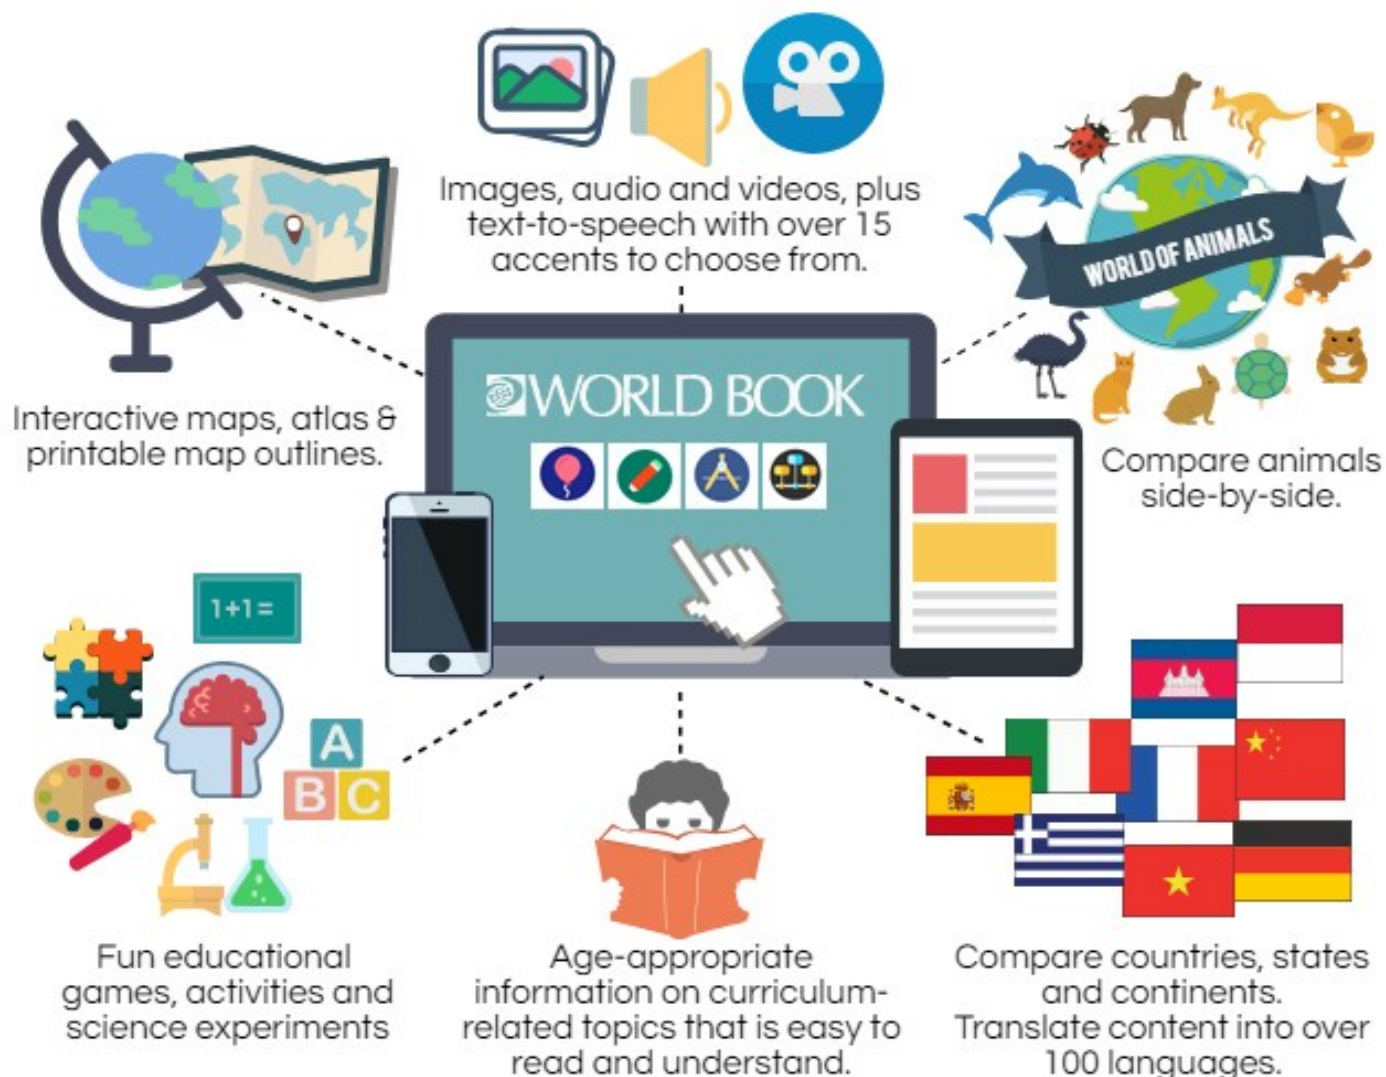 Images, audio and videos, plus
text-to-speech with over 15
accents to choose from.
WORLD OF ANIMALS
Interactive maps, atlas &
printable map outlines.
WORLD BOOK
Compare animals
side-by-side.
1+1=
A
B C
Fun educational
games, activities and
science experiments
Age-appropriate
information on curriculum-
related topics that is easy to
read and understand.
Compare countries, states
and continents.
Translate content into over
100 languages.